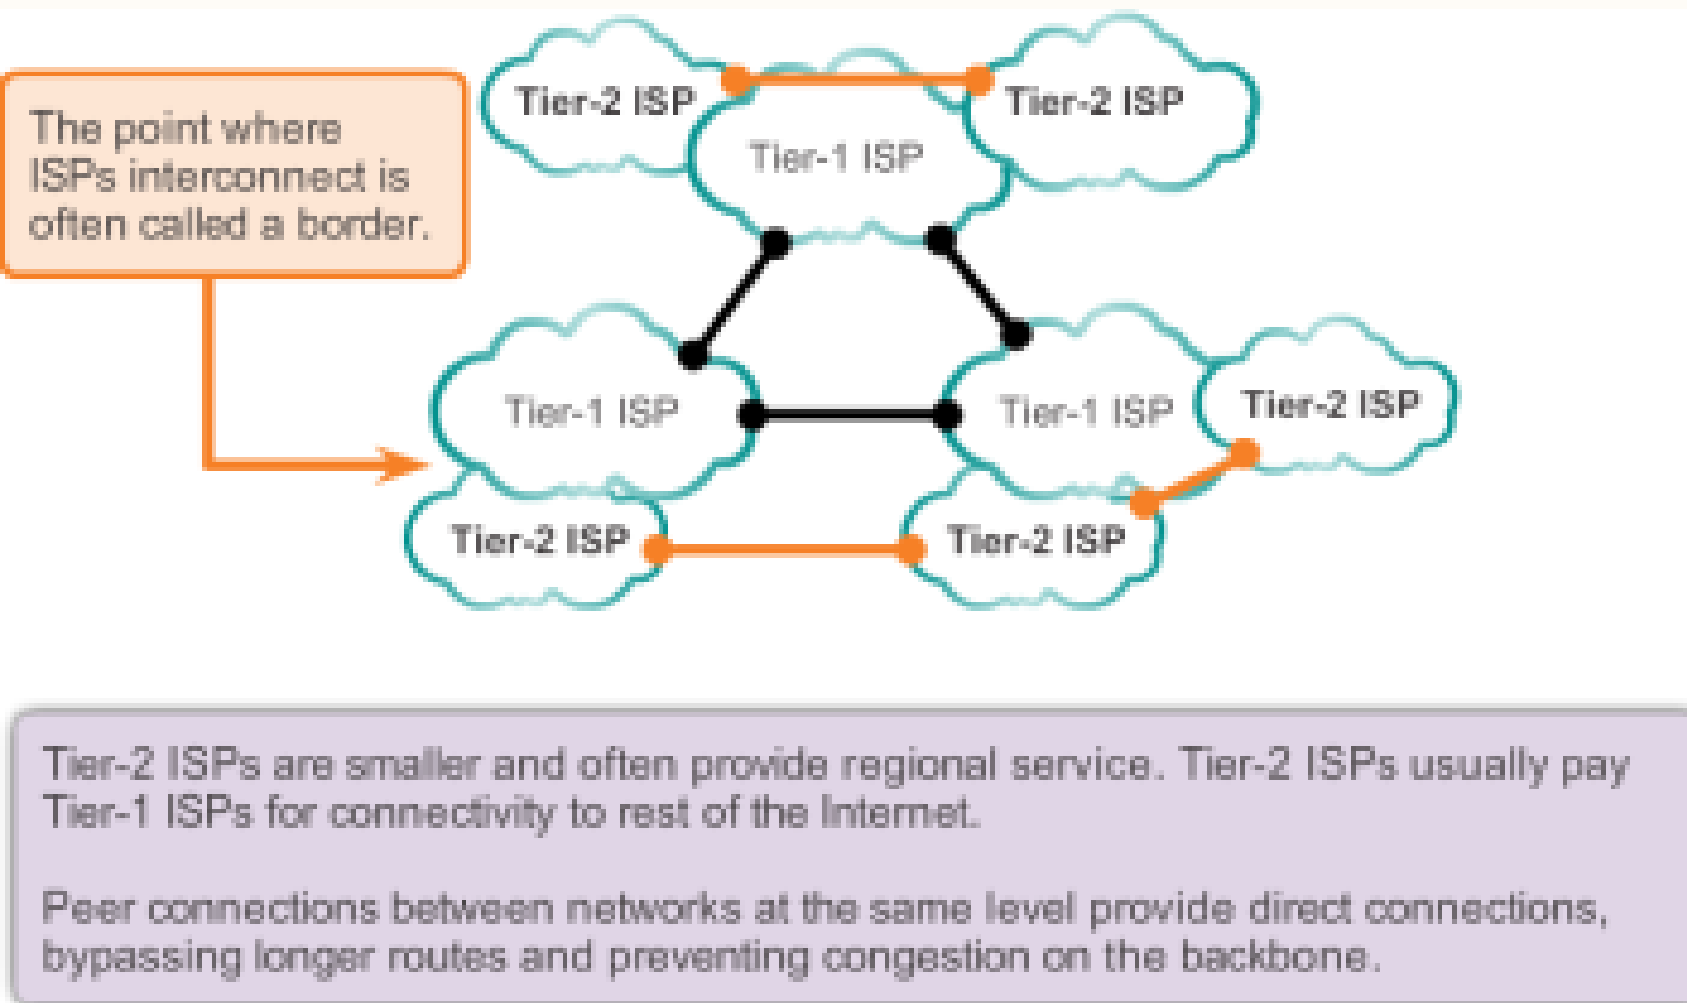 Tier-2 ISP
Tier-2 ISP
Tier-1 ISP
The point where
ISPs interconnect is
often called a border.
Tier-1 ISP
Tier-1 ISP
Tier-2 ISP
Tier-2 ISP
Tier-2 ISP
Tier-2 ISPs are smaller and often provide regional service. Tier-2 ISPs usually pay
Tier-1 ISPs for connectivity to rest of the Internet.
Peer connections between networks at the same level provide direct connections,
bypassing longer routes and preventing congestion on the backbone.